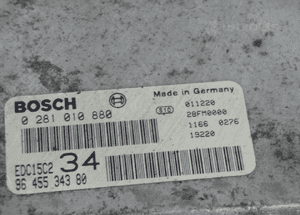 Made in Germany
BOSCH
0 281 010 880
S10
011220
28FM0000
1166 0276
19220
EDC15C2 34
96 455 343 80